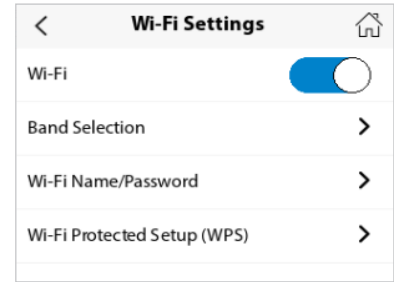 Wi-Fi Settings
Wi-Fi
Band Selection
Wi-Fi Name/Password
Wi-Fi Protected Setup (WPS)